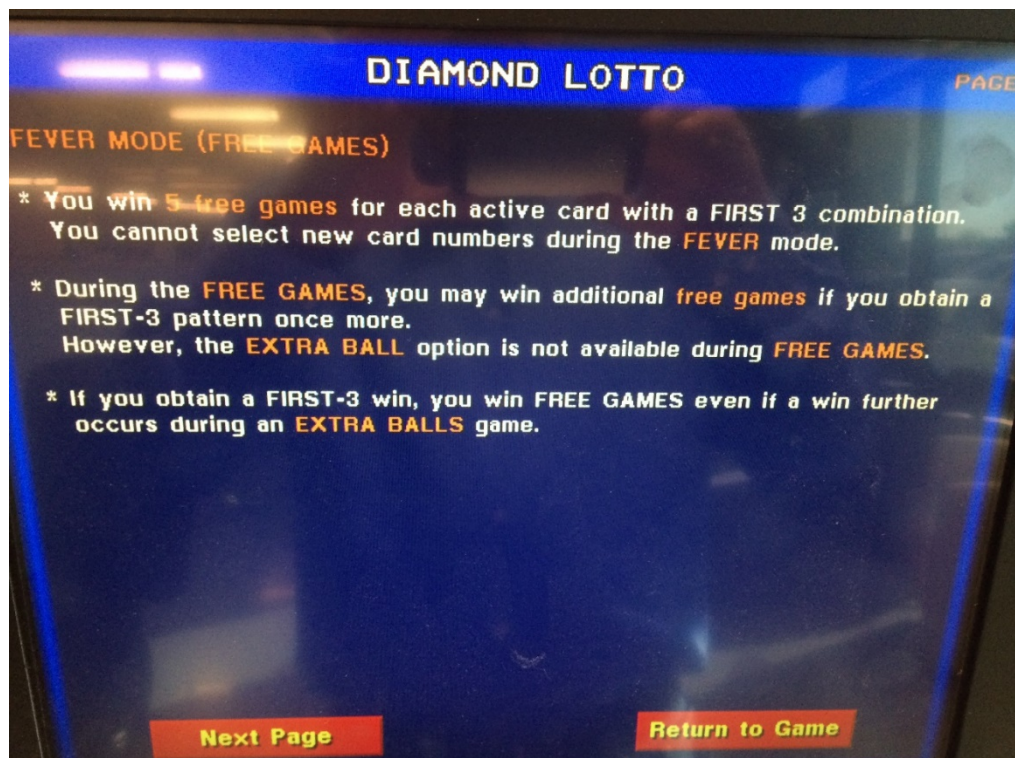 DIAMOND LOTTO
PAGE
FEVER MODE (FREE GAMES)
* You win 5 free games for each active card with a FIRST 3 combination.
You cannot select new card numbers during the FEVER mode.
* During the FREE GAMES, you may win additional free games if you obtain a
FIRST-3 pattern once more.
However, the EXTRA BALL option is not available during FREE GAMES.
* If you obtain a FIRST-3 win, you win FREE GAMES even if a win further
occurs during an EXTRA BALLS game.
Next Page
Return to Game